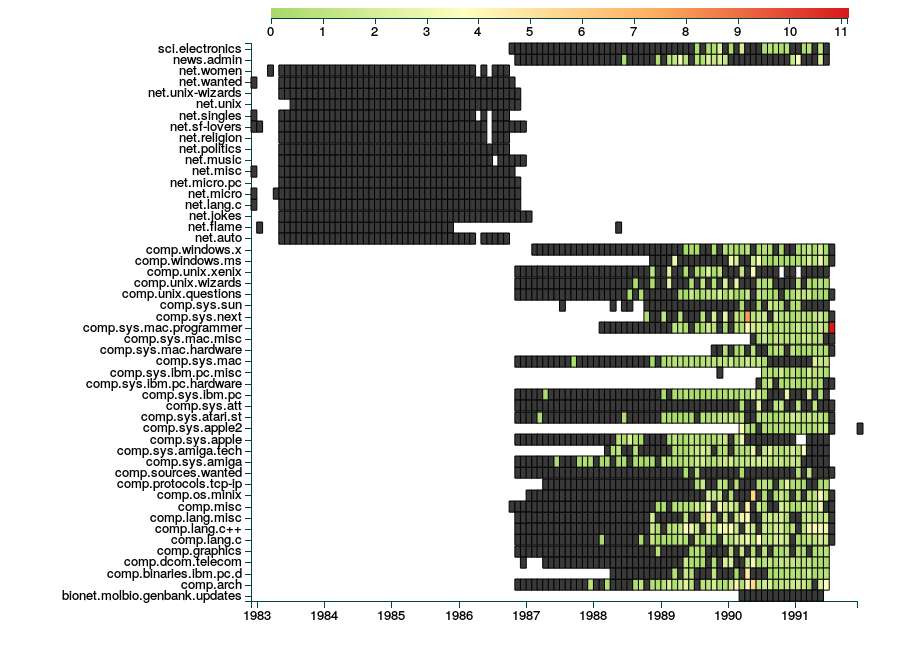 0 1 2 3 4 5 6 7 8 9 10 11
sci.electronics
news.admin
net.women
net.wanted
net.unix-wizards
net.unix
net.singles
net.sf-lovers
net.religion
net.politics
net.music
net.misc
net.micro.pc
net.micro
net.lang.c
net.jokes
net.flame
net.auto
comp.windows.x
comp.windows.ms
comp.unix.xenix
comp.unix.wizards
comp.unix.questions
comp.sys.sun
comp.sys.next
comp.sys.mac.programmer
comp.sys.mac.misc
comp.sys.mac.hardware
comp.sys.mac
comp.sys.ibm.pc.misc
comp.sys.ibm.pc.hardware
comp.sys.ibm.pc
comp.sys.att
comp.sys.atari.st
comp.sys.apple2
comp.sys.apple
comp.sys.amiga.tech
comp.sys.amiga
comp.sources.wanted
comp.protocols.tcp-ip
comp.os.minix
comp.misc
comp.lang.misc
comp.lang.c++
comp.lang.c
comp.graphics
comp.dcom.telecom
comp.binaries.ibm.pc.d
comp.arch
bionet.molbio.genbank.updates
1983 1984 1985 1986 1987 1988 1989 1990 1991